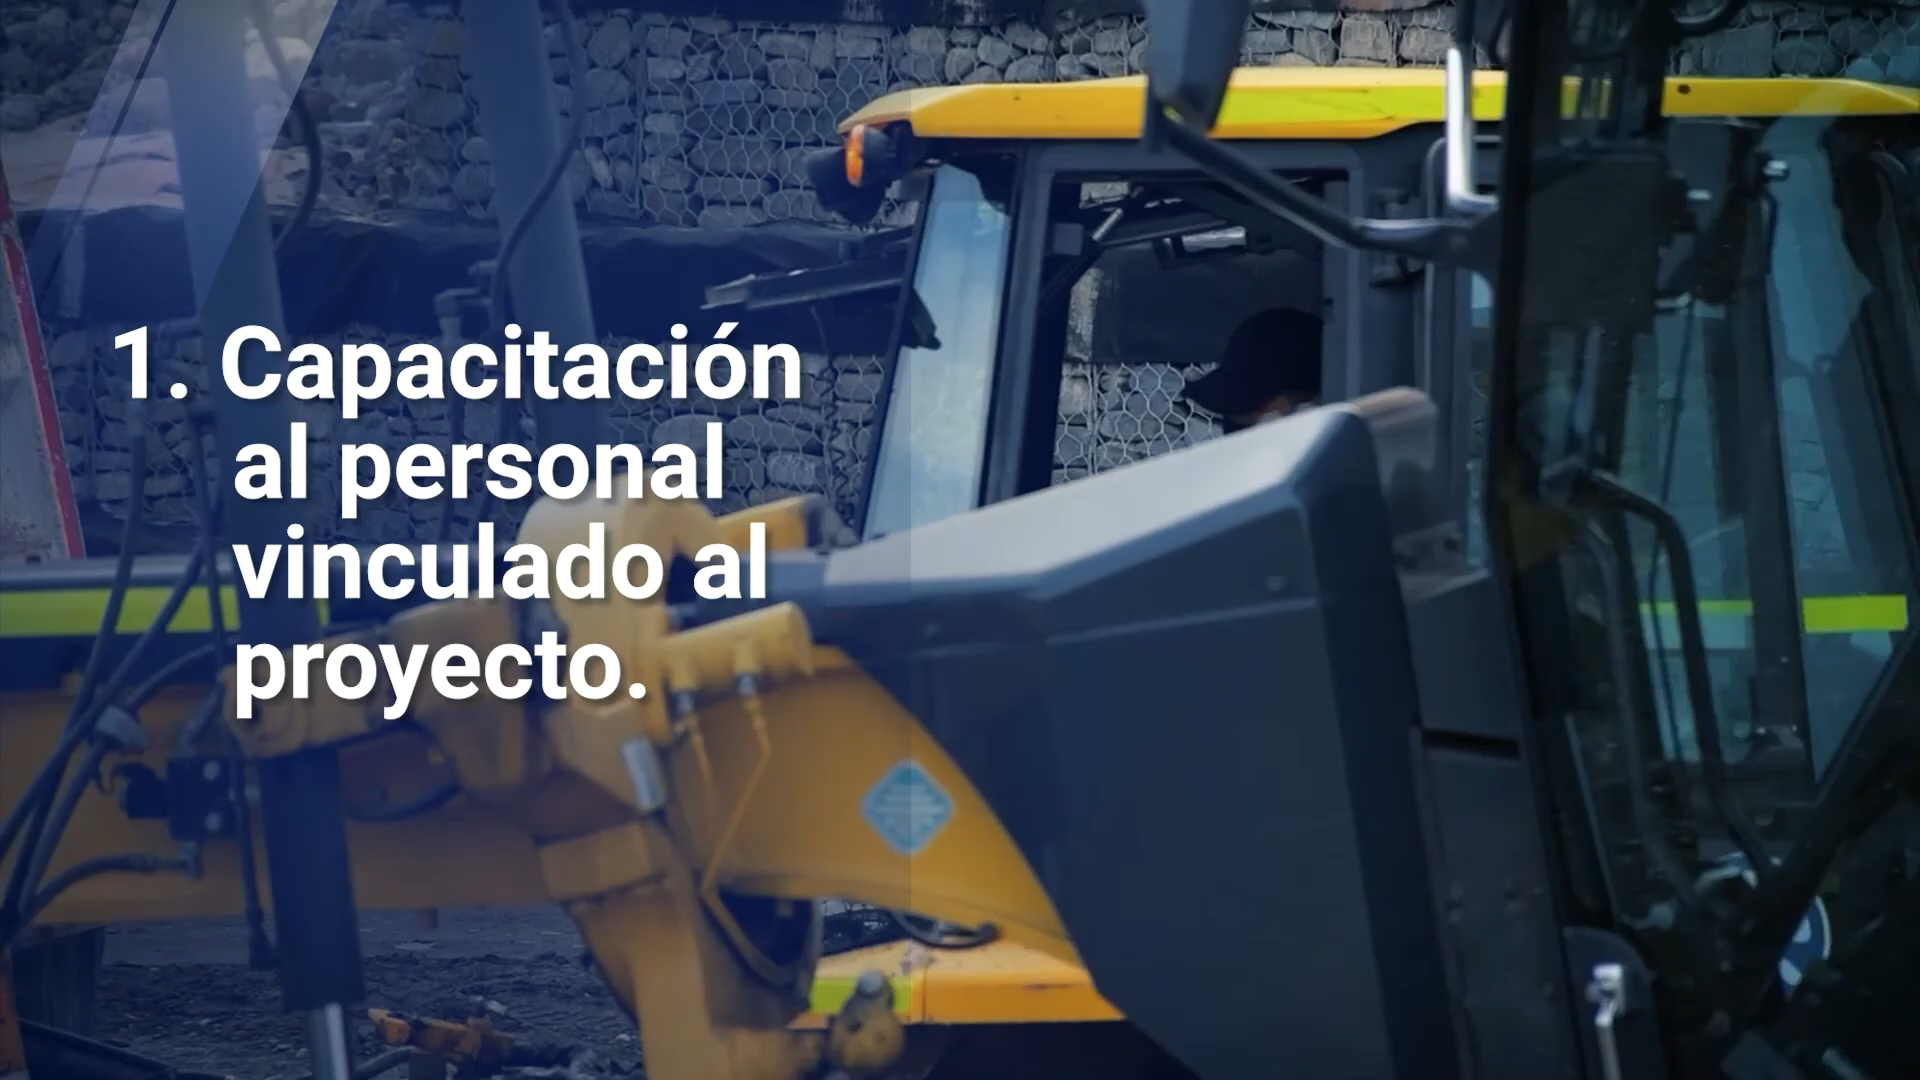 1. Capacitación
al personal
vinculado al
proyecto.